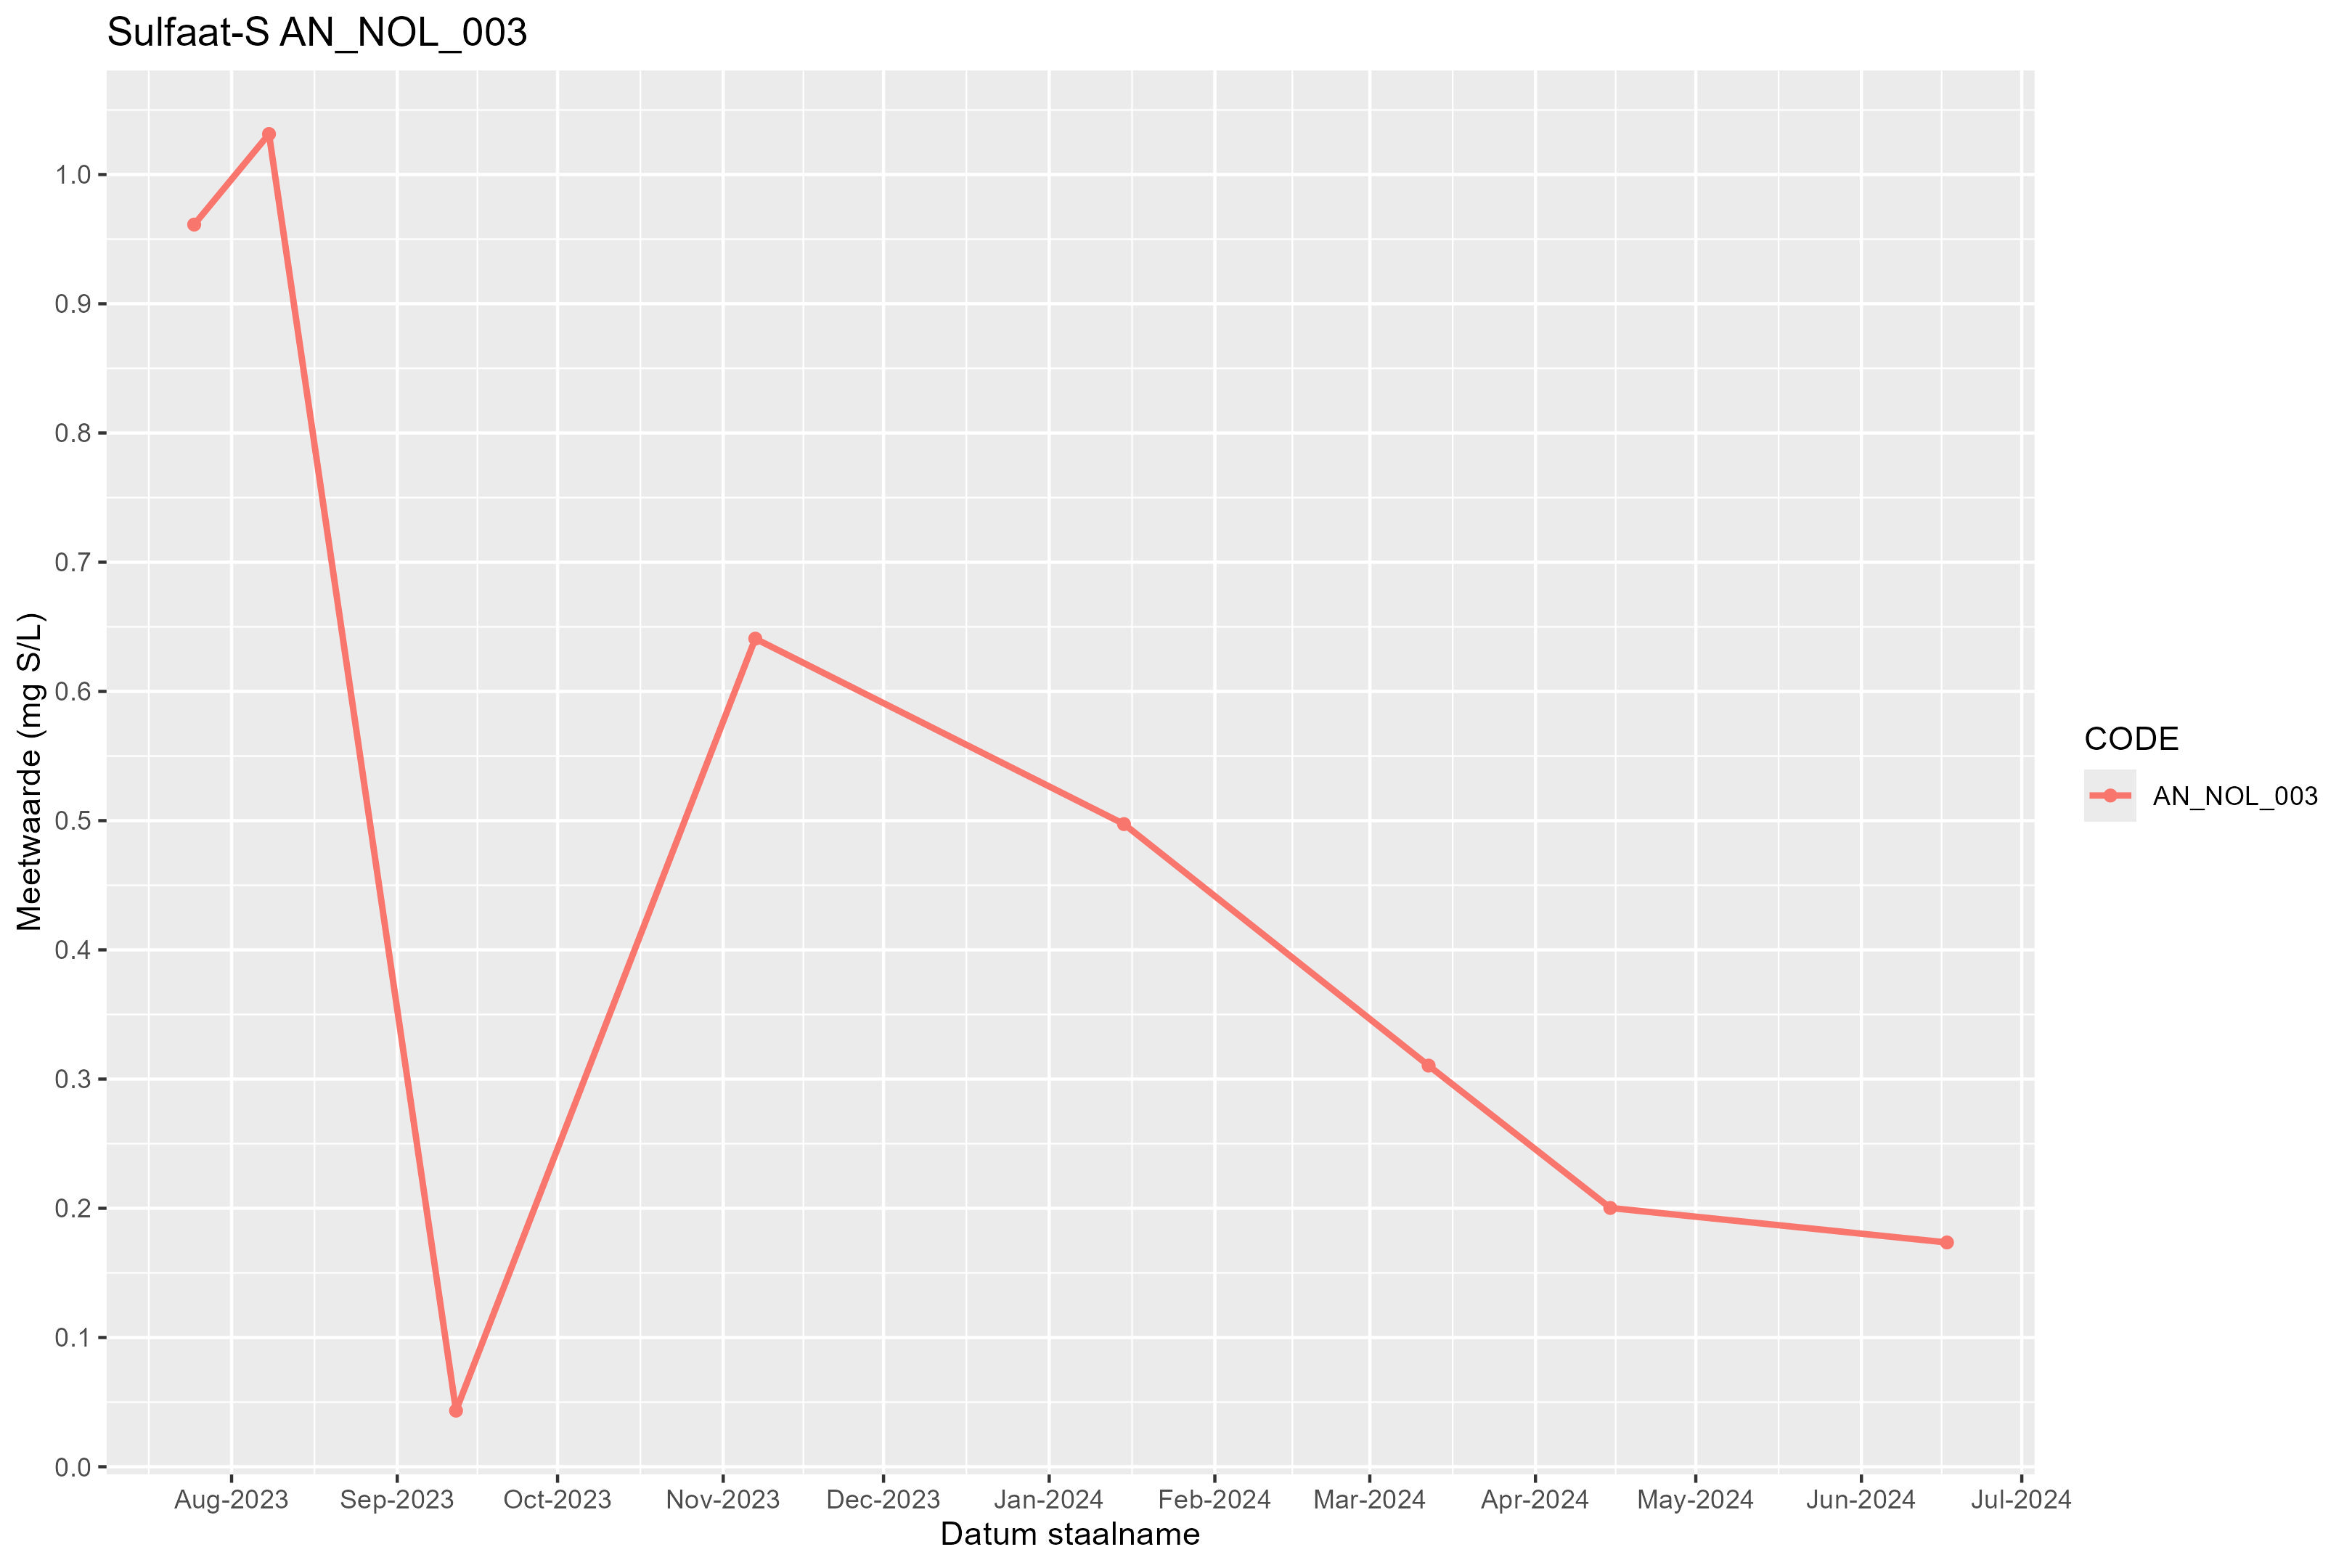 Sulfaat-S AN_NOL_003
1.0
0.9
0.8
0.7
0.6
0.5
0.4
0.3
0.2
0.1
0.0
Meetwaarde (mg S/L)
Aug-2023 Sep-2023 Oct-2023 Nov-2023 Dec-2023 Jan-2024 Feb-2024 Mar-2024 Apr-2024 May-2024 Jun-2024 Jul-2024
Datum staalname
CODE
AN_NOL_003